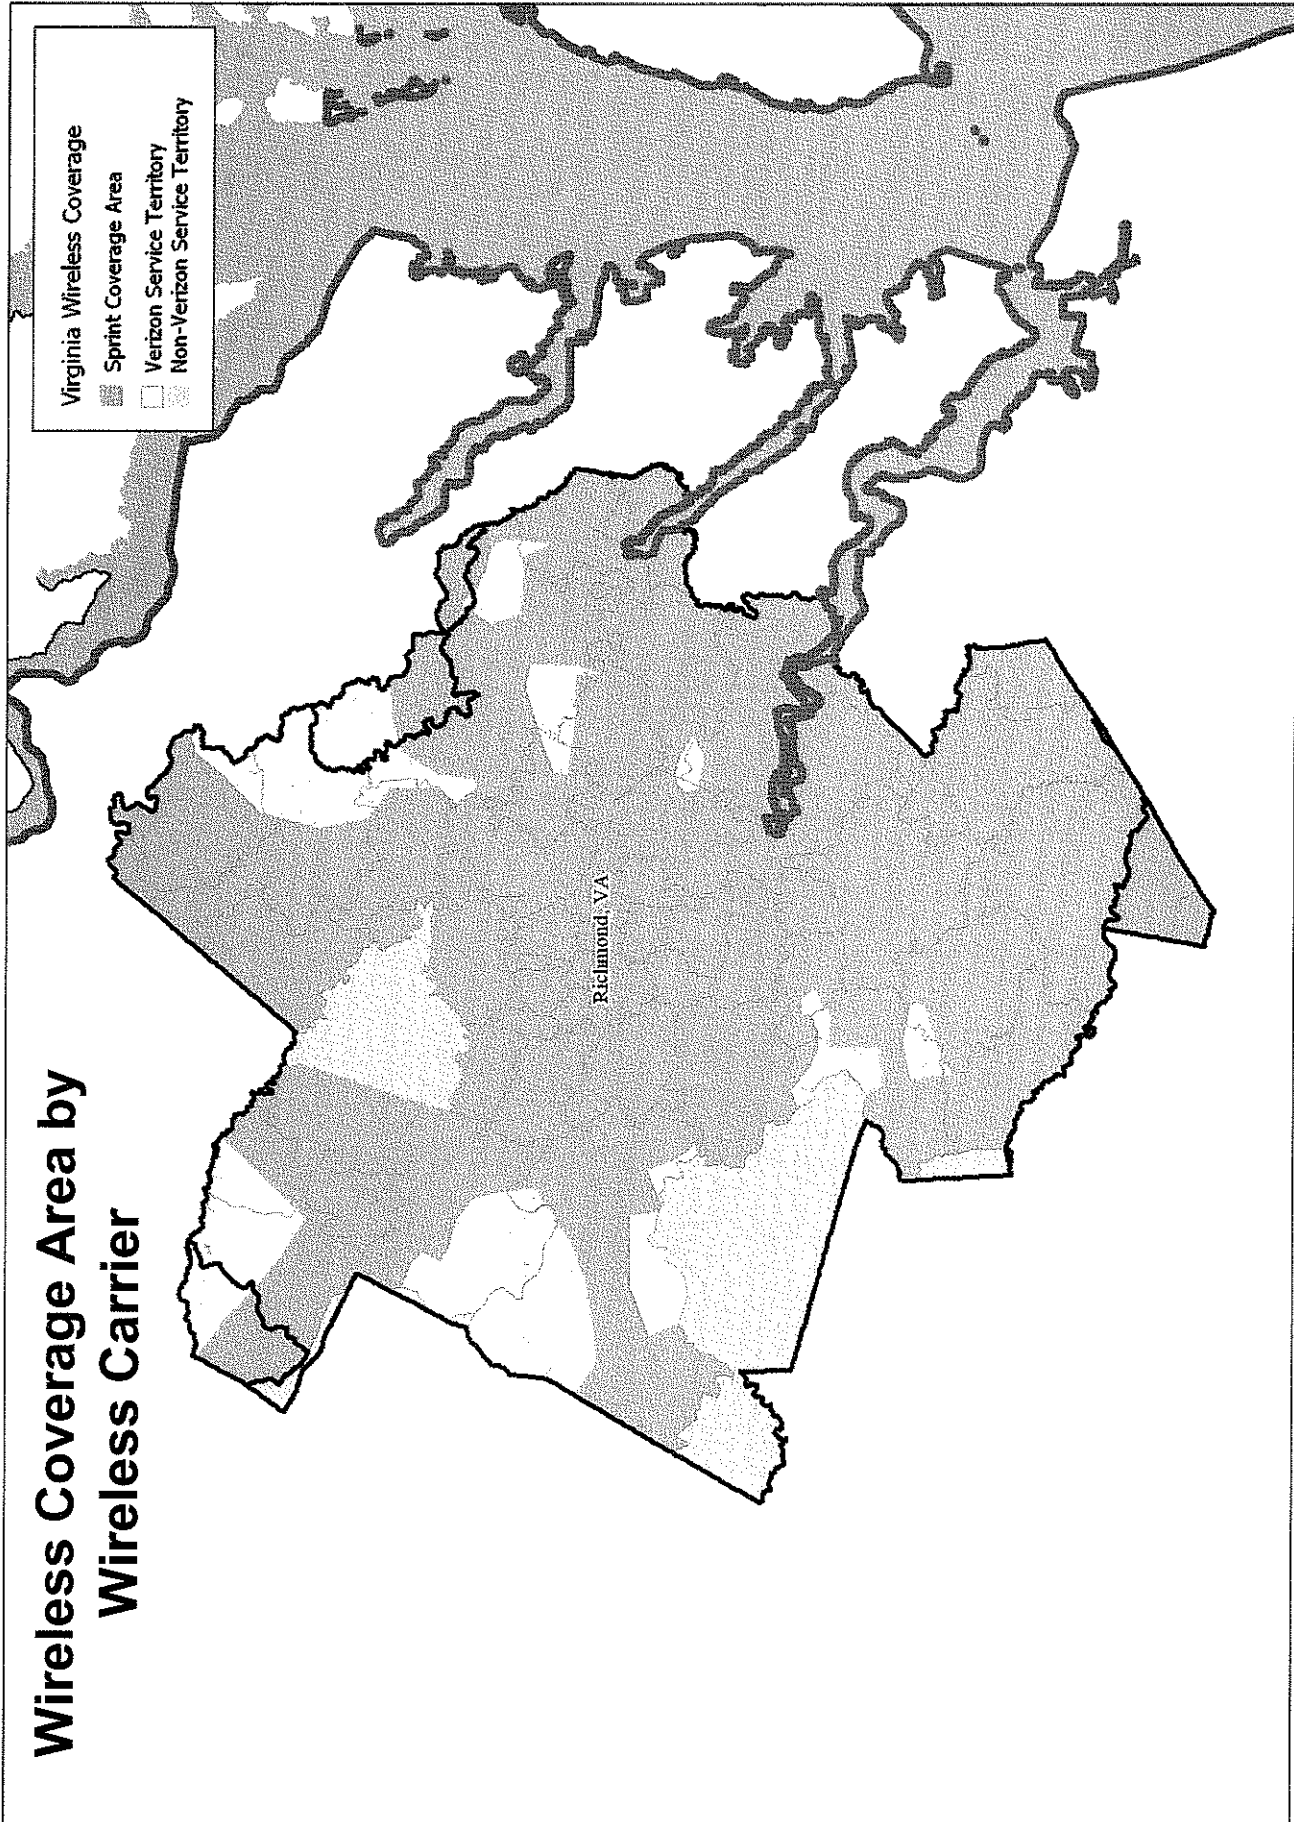 Wireless Coverage Area by
Wireless Carrier
Virginia Wireless Coverage
Sprint Coverage Area
Verizon Service Territory
Non-Verizon Service Territory
Richmond, VA